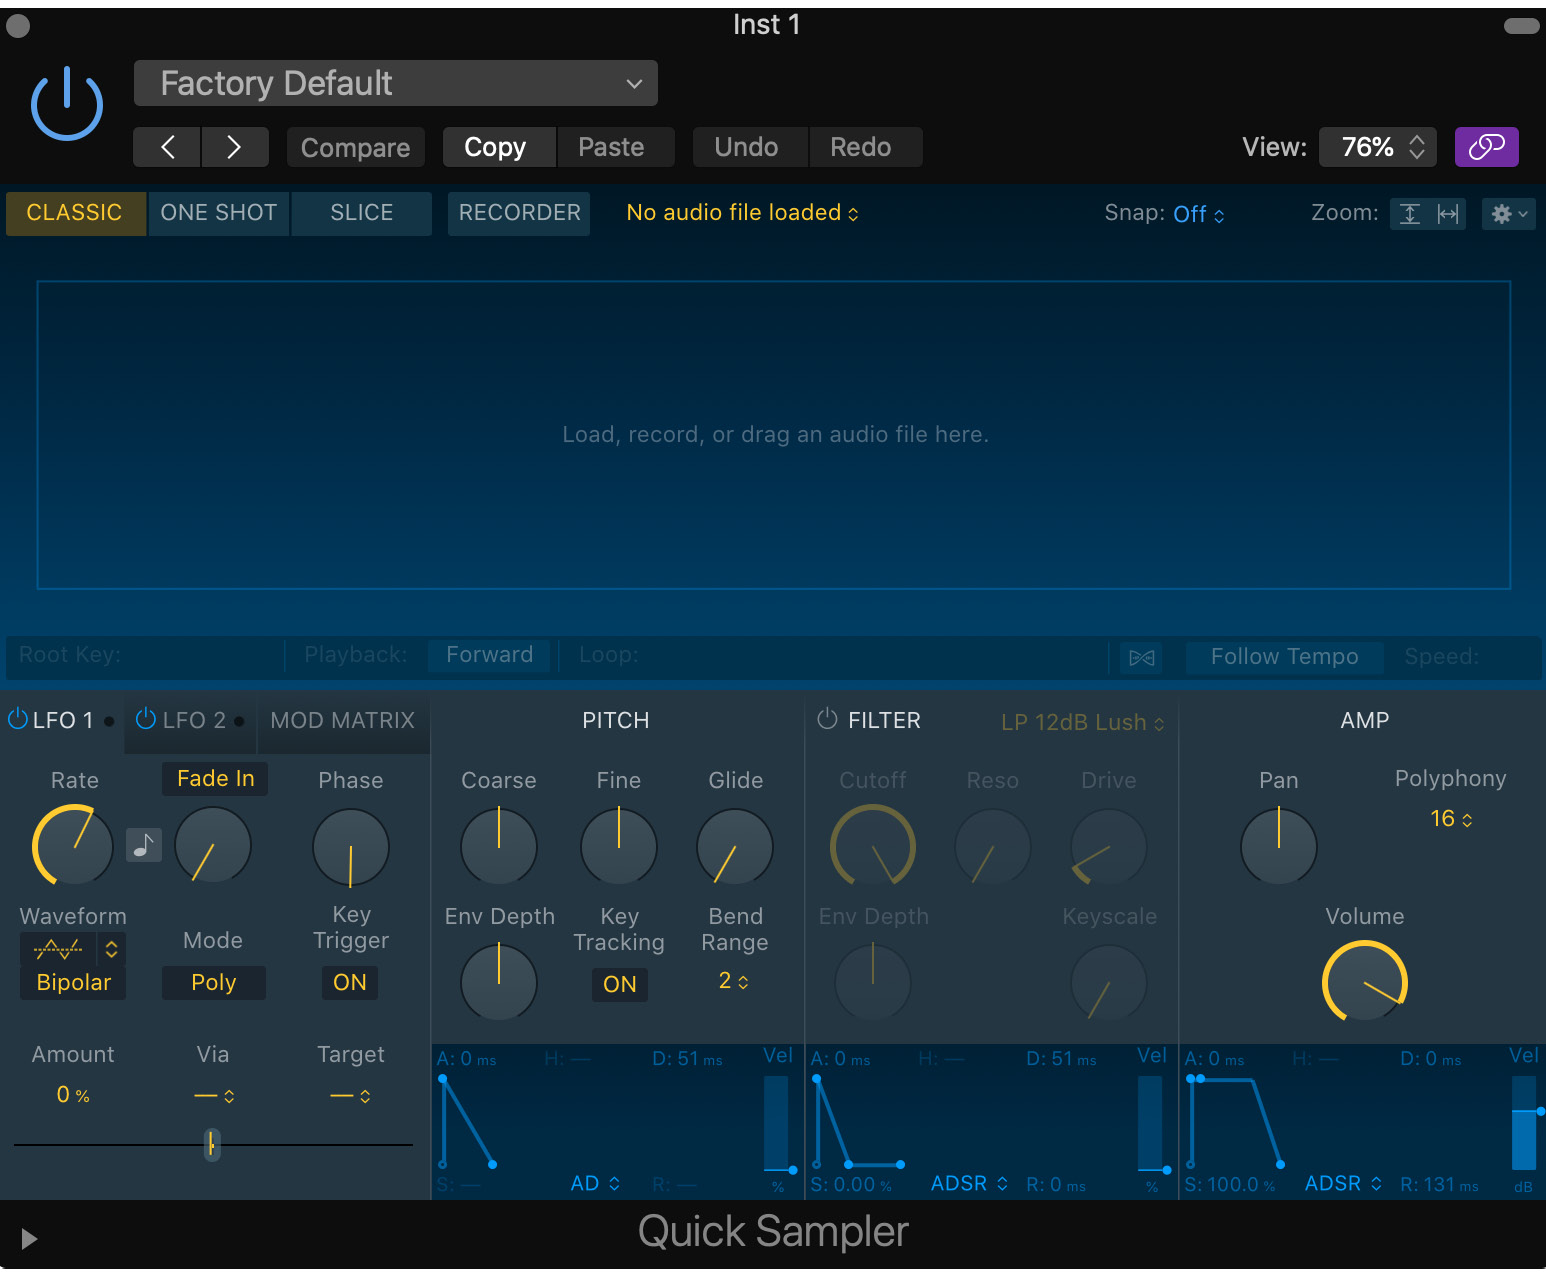 Inst 1
Factory Default
Compare Copy Paste Undo Redo View: 76%
CLASSIC ONE SHOT SLICE RECORDER No audio file loaded Snap: Off Zoom:
Load, record, or drag an audio file here.
Root Key: Playback: Forward Loop: Follow Tempo Speed:
LFO 1 LFO 2 MOD MATRIX PITCH FILTER LP 12dB Lush AMP
Rate Fade In Phase Coarse Fine Glide Cutoff Reso Drive Pan Polyphony
16
Waveform Mode Key Trigger Env Depth Key Tracking Bend Range Env Depth Keyscale Volume
Bipolar Poly ON ON 2
Amount Via Target
0 % — —
A: 0 ms H: — D: 51 ms Vel A: 0 ms H: — D: 51 ms Vel A: 0 ms H: — D: 0 ms Vel
S: — AD R: — % S: 0.00 % ADSR R: 0 ms % S: 100.0 % ADSR R: 131 ms dB
Quick Sampler